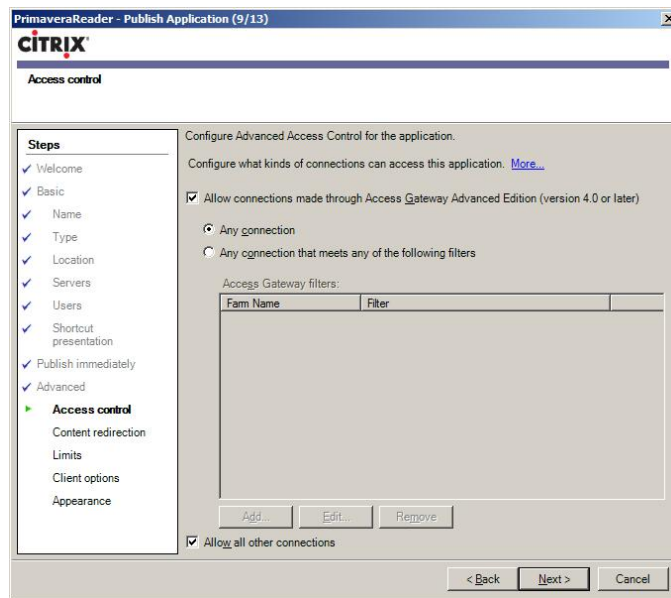 PrimaveraReader - Publish Application (9/13)
CITRIX
Access control
Steps
Welcome
Basic
Name
Type
Location
Servers
Users
Shortcut
presentation
Publish immediately
Advanced
Access control
Content redirection
Limits
Client options
Appearance
Configure Advanced Access Control for the application.
Configure what kinds of connections can access this application. More...
Allow connections made through Access Gateway Advanced Edition (version 4.0 or later)
Any connection
Any connection that meets any of the following filters
Access Gateway filters:
Farm Name Filter
Add... Edit... Remove
Allow all other connections
< Back Next > Cancel